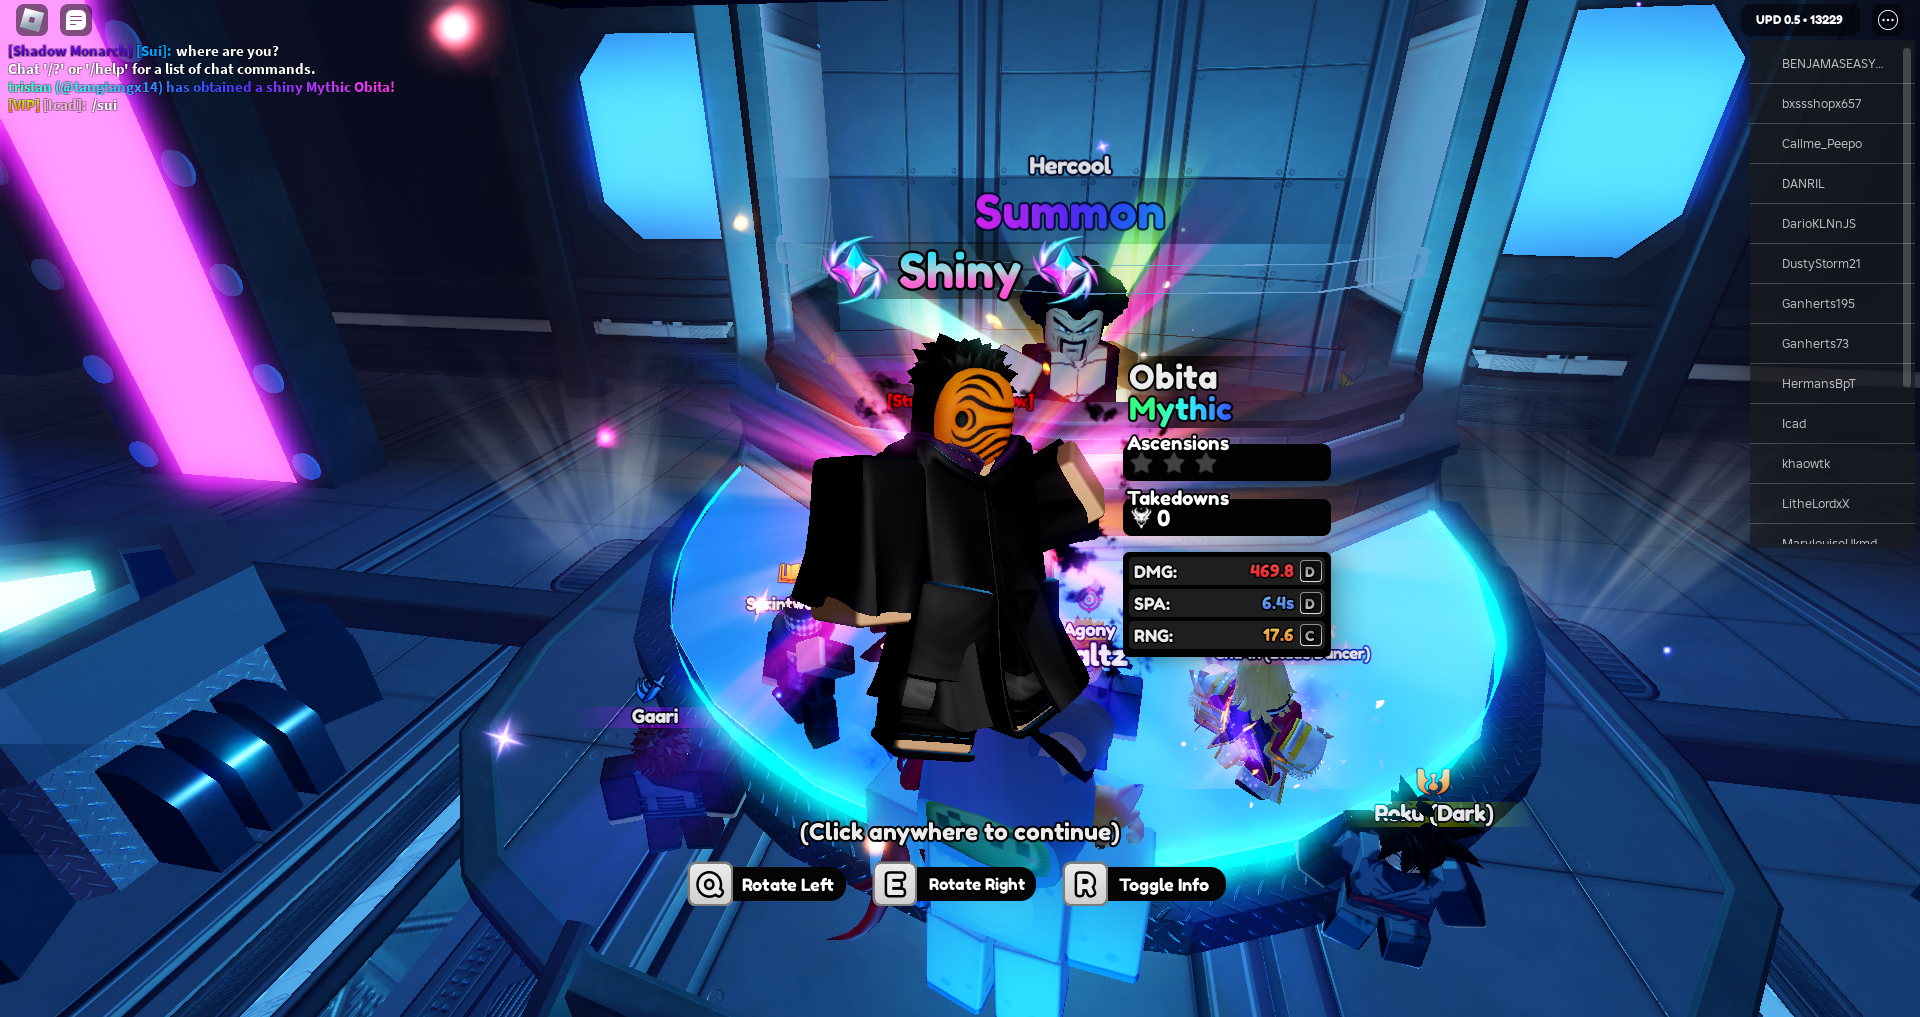 UPD 0.5 • 13229
[Shadow Monarch] [Sui]: where are you?
Chat '/?' or '/help' for a list of chat commands.
tristan (@tangtangx14) has obtained a shiny Mythic Obita!
[VIP] [Icad]: /sui
BENJAMASEASY...
bxssshopx657
Callme_Peepo
DANRIL
DarioKLNnJS
DustyStorm21
Ganherts195
Ganherts73
HermansBpT
Icad
khaowtk
LitheLordxX
Hercool
Summon
Shiny
Obita
Mythic
Ascensions
Takedowns
0
DMG: 469.8 D
SPA: 6.4s D
RNG: 17.6 C
Agony
Gaari
Roku (Dark)
(Click anywhere to continue)
Q Rotate Left
E Rotate Right
R Toggle Info